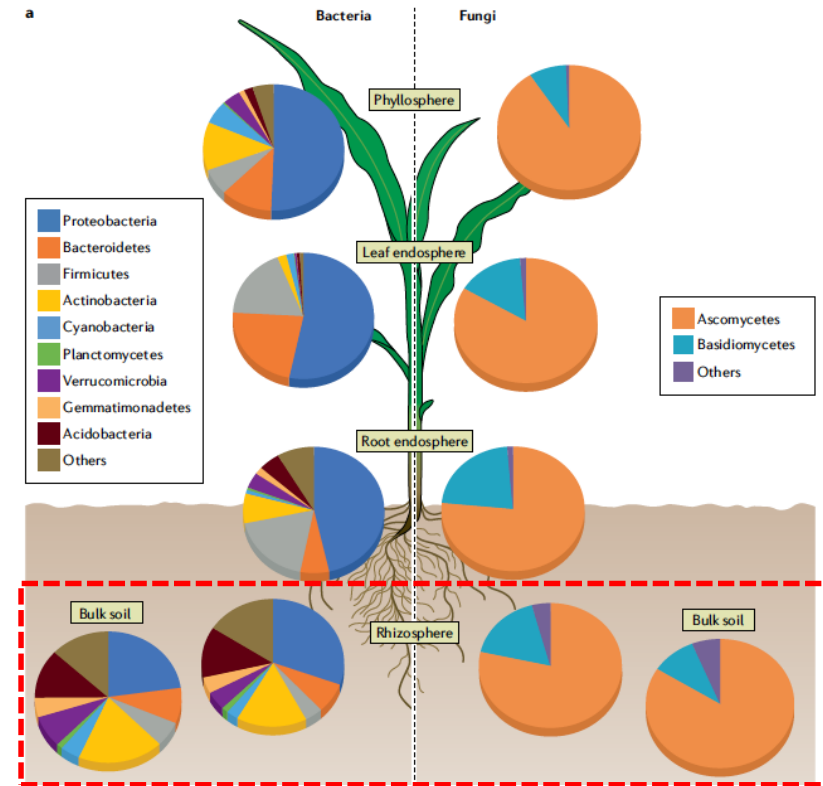 a
Bacteria
Fungi
Phyllosphere
Leaf endosphere
Proteobacteria
Bacteroidetes
Firmicutes
Actinobacteria
Cyanobacteria
Planctomycetes
Verrucomicrobia
Gemmatimonadetes
Acidobacteria
Others
Ascomycetes
Basidiomycetes
Others
Root endosphere
Bulk soil
Rhizosphere
Bulk soil